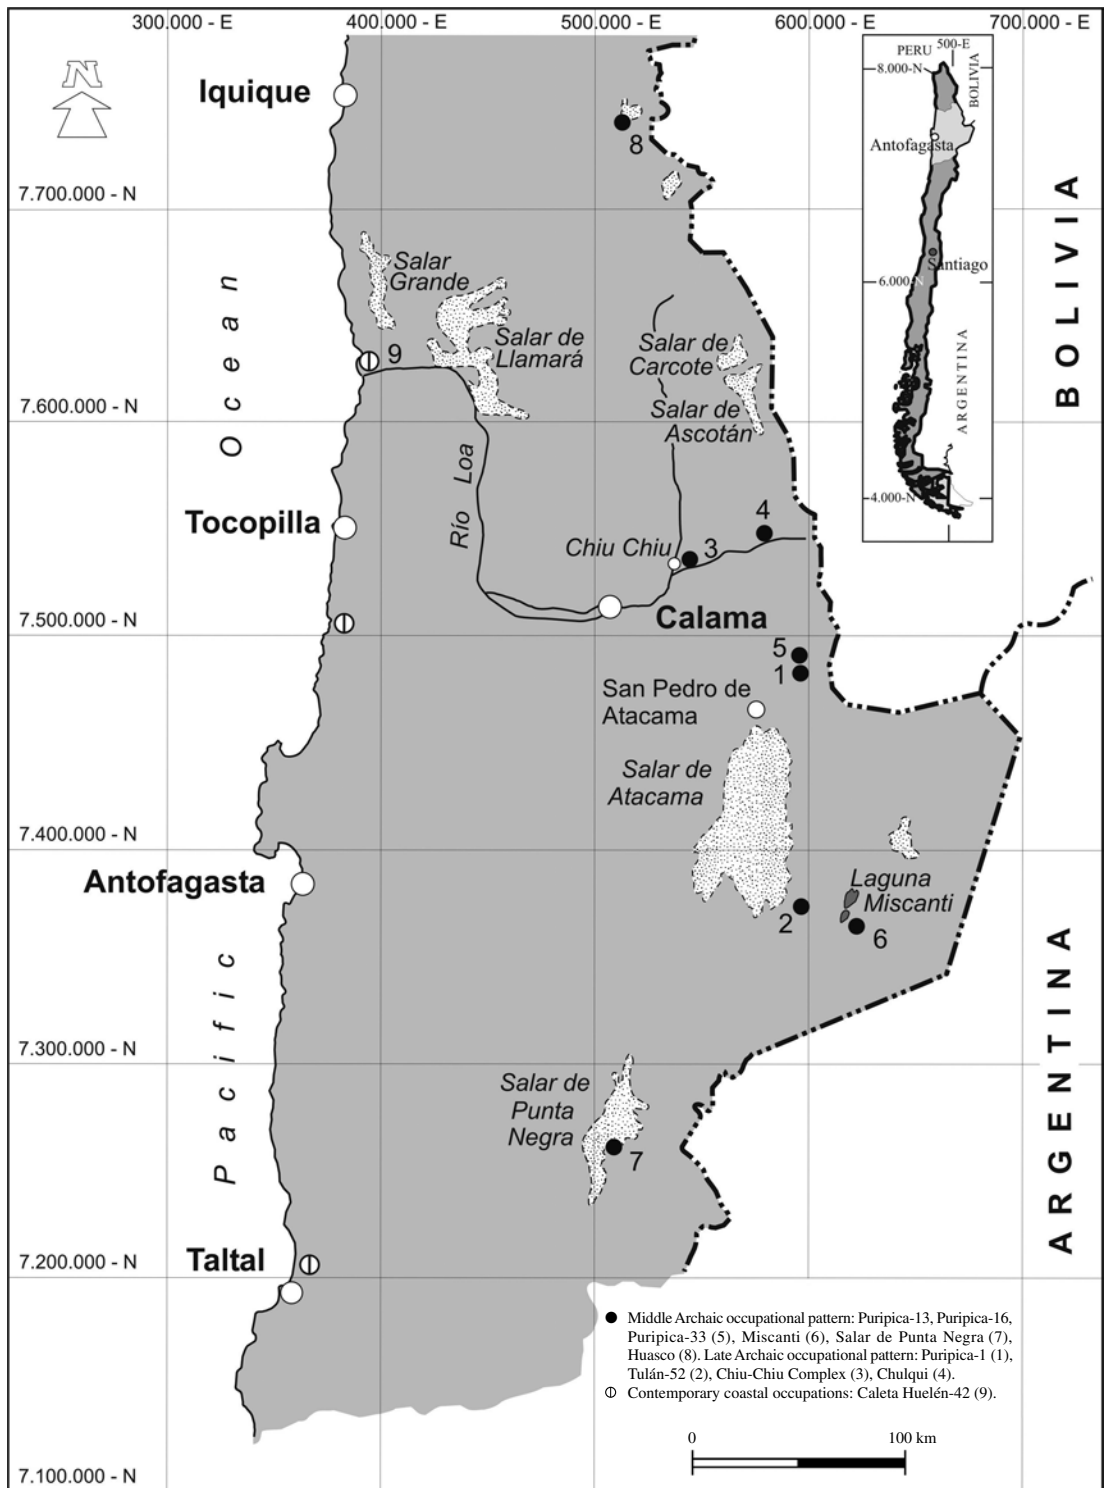 300.000 - E
400.000 - E
500.000 - E
600.000 - E
700.000 - E
N
Iquique
8
7.700.000 - N
PERU
500-E
8.000-N
BOLIVIA
Antofagasta
Santiago
6.000-N
ARGENTINA
4.000-N
BOLIVIA
Salar
Grande
Salar de
Llamará
9
Salar de
Carcote
Salar de
Ascotán
7.600.000 - N
Ocean
Río Loa
Tocopilla
4
Chiu Chiu
3
Calama
7.500.000 - N
5
1
San Pedro de
Atacama
Salar de
Atacama
7.400.000 - N
Antofagasta
Laguna
Miscanti
2
6
Pacific
ARGENTINA
7.300.000 - N
Salar de
Punta
Negra
7
Taltal
7.200.000 - N
Middle Archaic occupational pattern: Puripica-13, Puripica-16,
Puripica-33 (5), Miscanti (6), Salar de Punta Negra (7),
Huasco (8). Late Archaic occupational pattern: Puripica-1 (1),
Tulán-52 (2), Chiu-Chiu Complex (3), Chulqui (4).
Contemporary coastal occupations: Caleta Huelén-42 (9).
0
100 km
7.100.000 - N